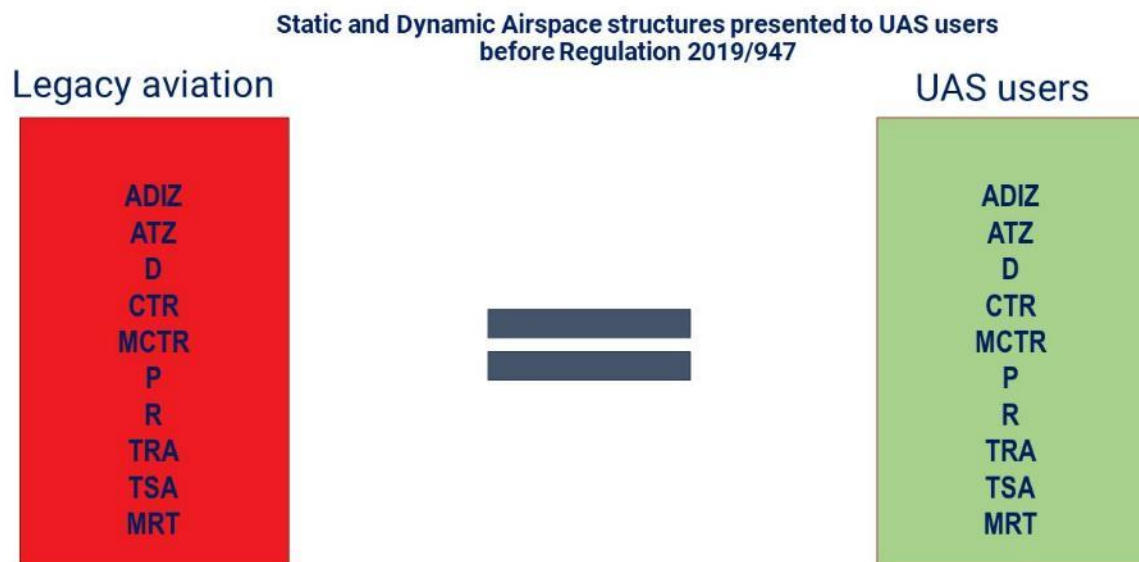 Static and Dynamic Airspace structures presented to UAS users
before Regulation 2019/947
Legacy aviation
UAS users
ADIZ
ATZ
D
CTR
MCTR
P
R
TRA
TSA
MRT
ADIZ
ATZ
D
CTR
MCTR
P
R
TRA
TSA
MRT